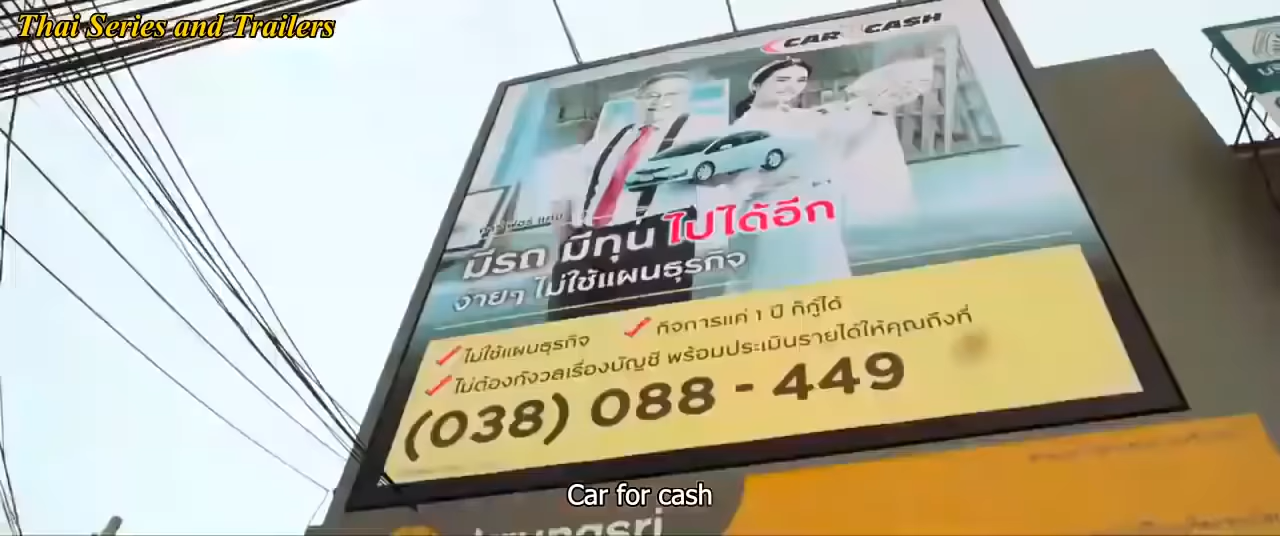 Thai Series and Trailers
CAR 4 CASH
มีรถ มีทุน ไปได้อีก
ง่ายๆ ไม่ใช้แผนธุรกิจ
ไม่ใช้แผนธุรกิจ
กิจการแค่ 1 ปี ก็กู้ได้
ไม่ต้องกังวลเรื่องบัญชี พร้อมประเมินรายได้ให้คุณถึงที่
(038) 088 - 449
Car for cash
krungsri